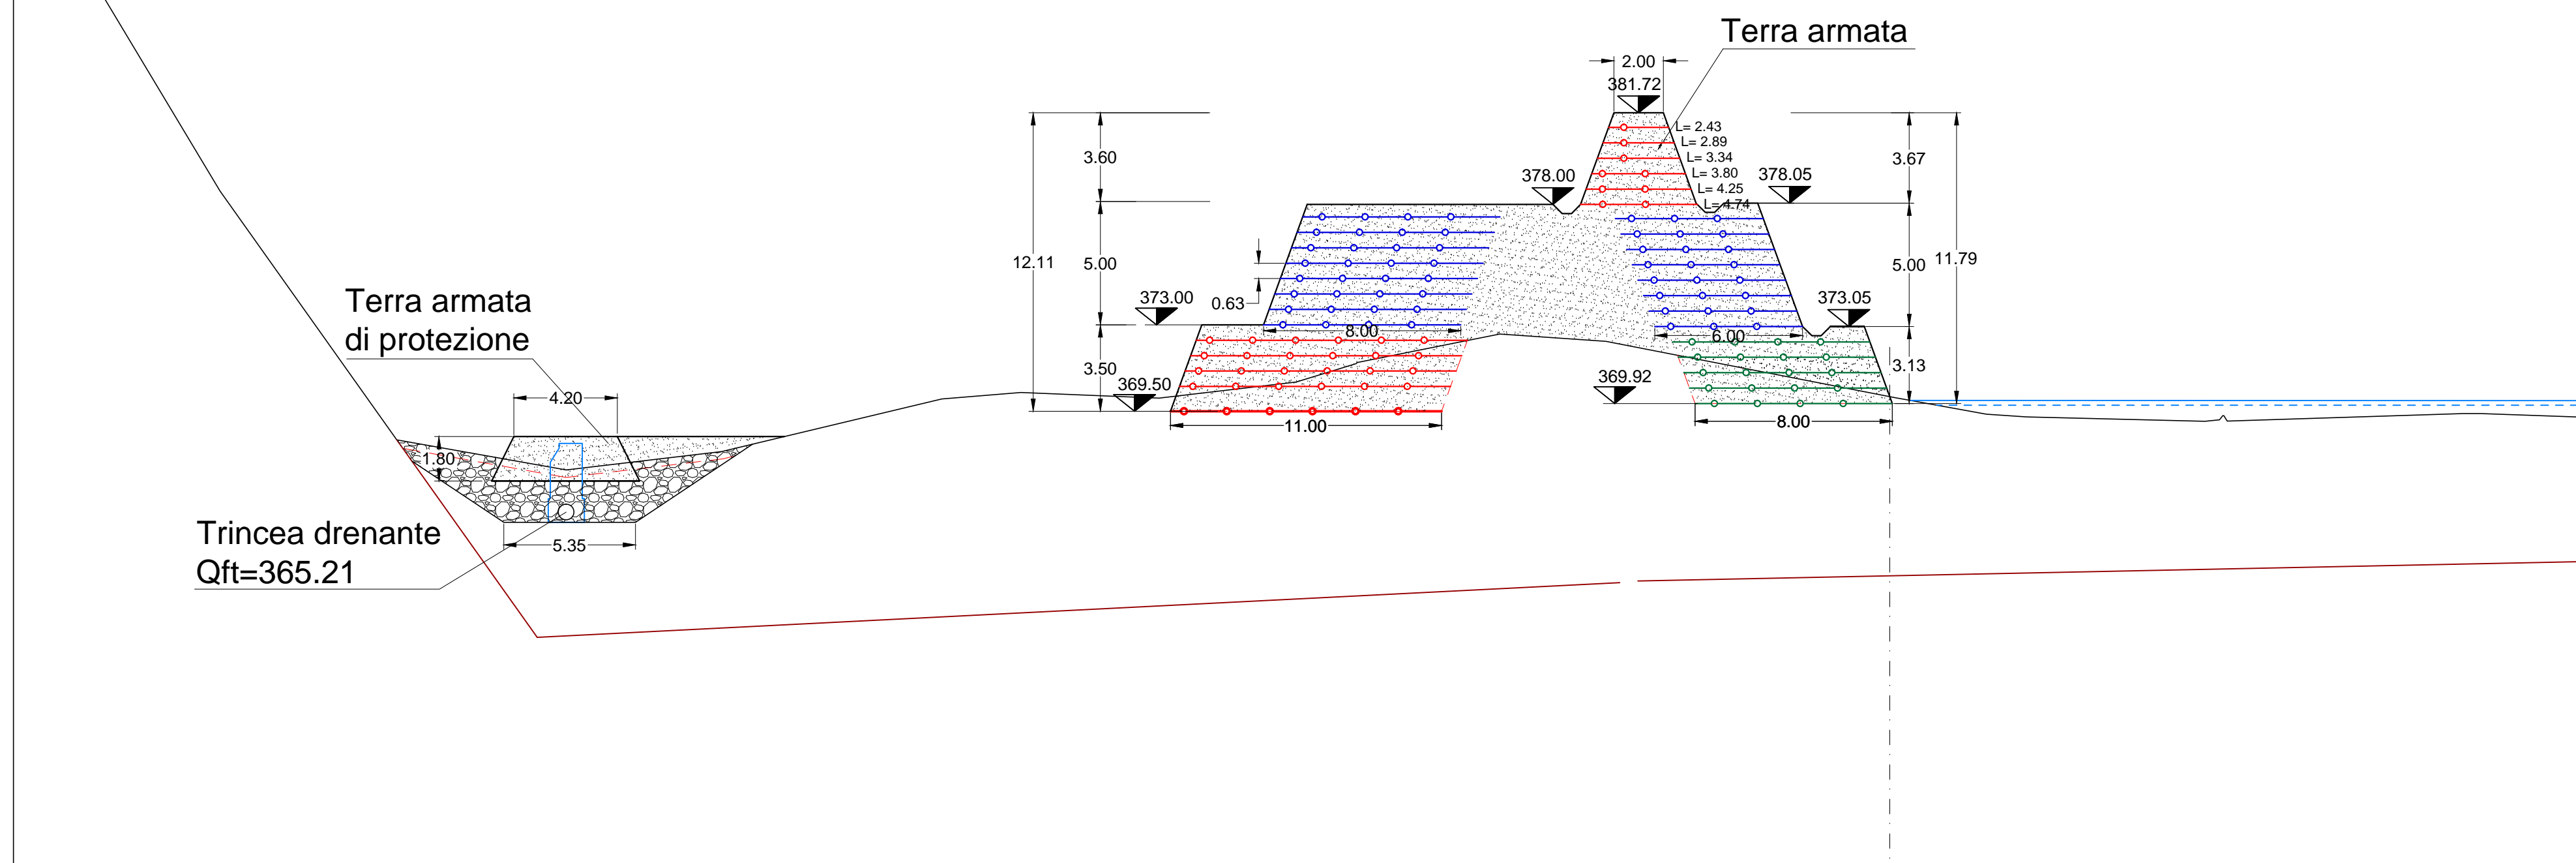 Terra armata
2.00
381.72
L= 2.43
L= 2.89
L= 3.34
L= 3.80
L= 4.25
L= 4.74
3.60
3.67
378.00
378.05
12.11
5.00
5.00
11.79
0.63
373.00
373.05
8.00
6.00
3.50
3.13
369.50
369.92
11.00
8.00
Terra armata
di protezione
4.20
1.80
Trincea drenante
Qft=365.21
5.35